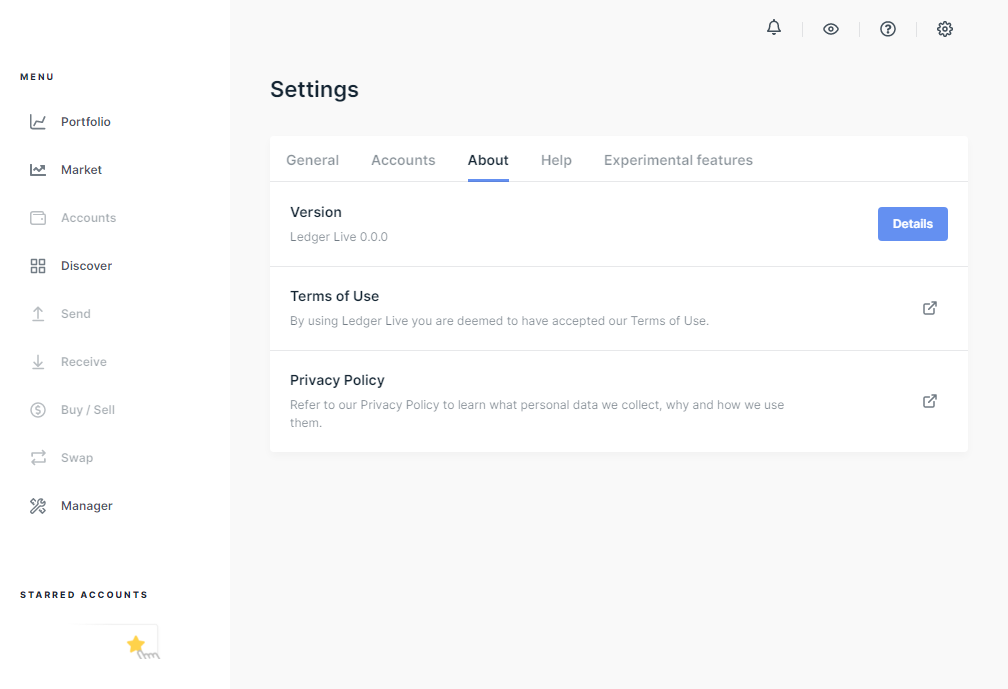 MENU
Portfolio
Market
Accounts
Discover
Send
Receive
Buy / Sell
Swap
Manager
STARRED ACCOUNTS
Settings
General Accounts About Help Experimental features
Version
Ledger Live 0.0.0
Details
Terms of Use
By using Ledger Live you are deemed to have accepted our Terms of Use.
Privacy Policy
Refer to our Privacy Policy to learn what personal data we collect, why and how we use
them.